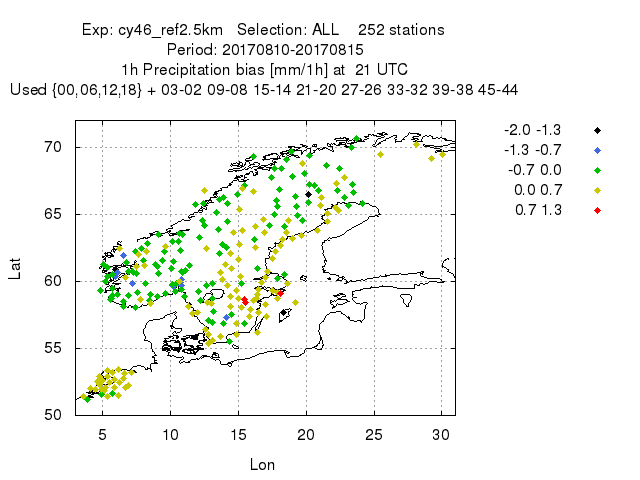 Exp: cy46_ref2.5km   Selection: ALL    252 stations
Period: 20170810-20170815
1h Precipitation bias [mm/1h] at  21 UTC
Used {00,06,12,18} + 03-02 09-08 15-14 21-20 27-26 33-32 39-38 45-44
-2.0 -1.3
-1.3 -0.7
-0.7 0.0
0.0 0.7
0.7 1.3
70
65
60
55
50
Lat
5 10 15 20 25 30
Lon